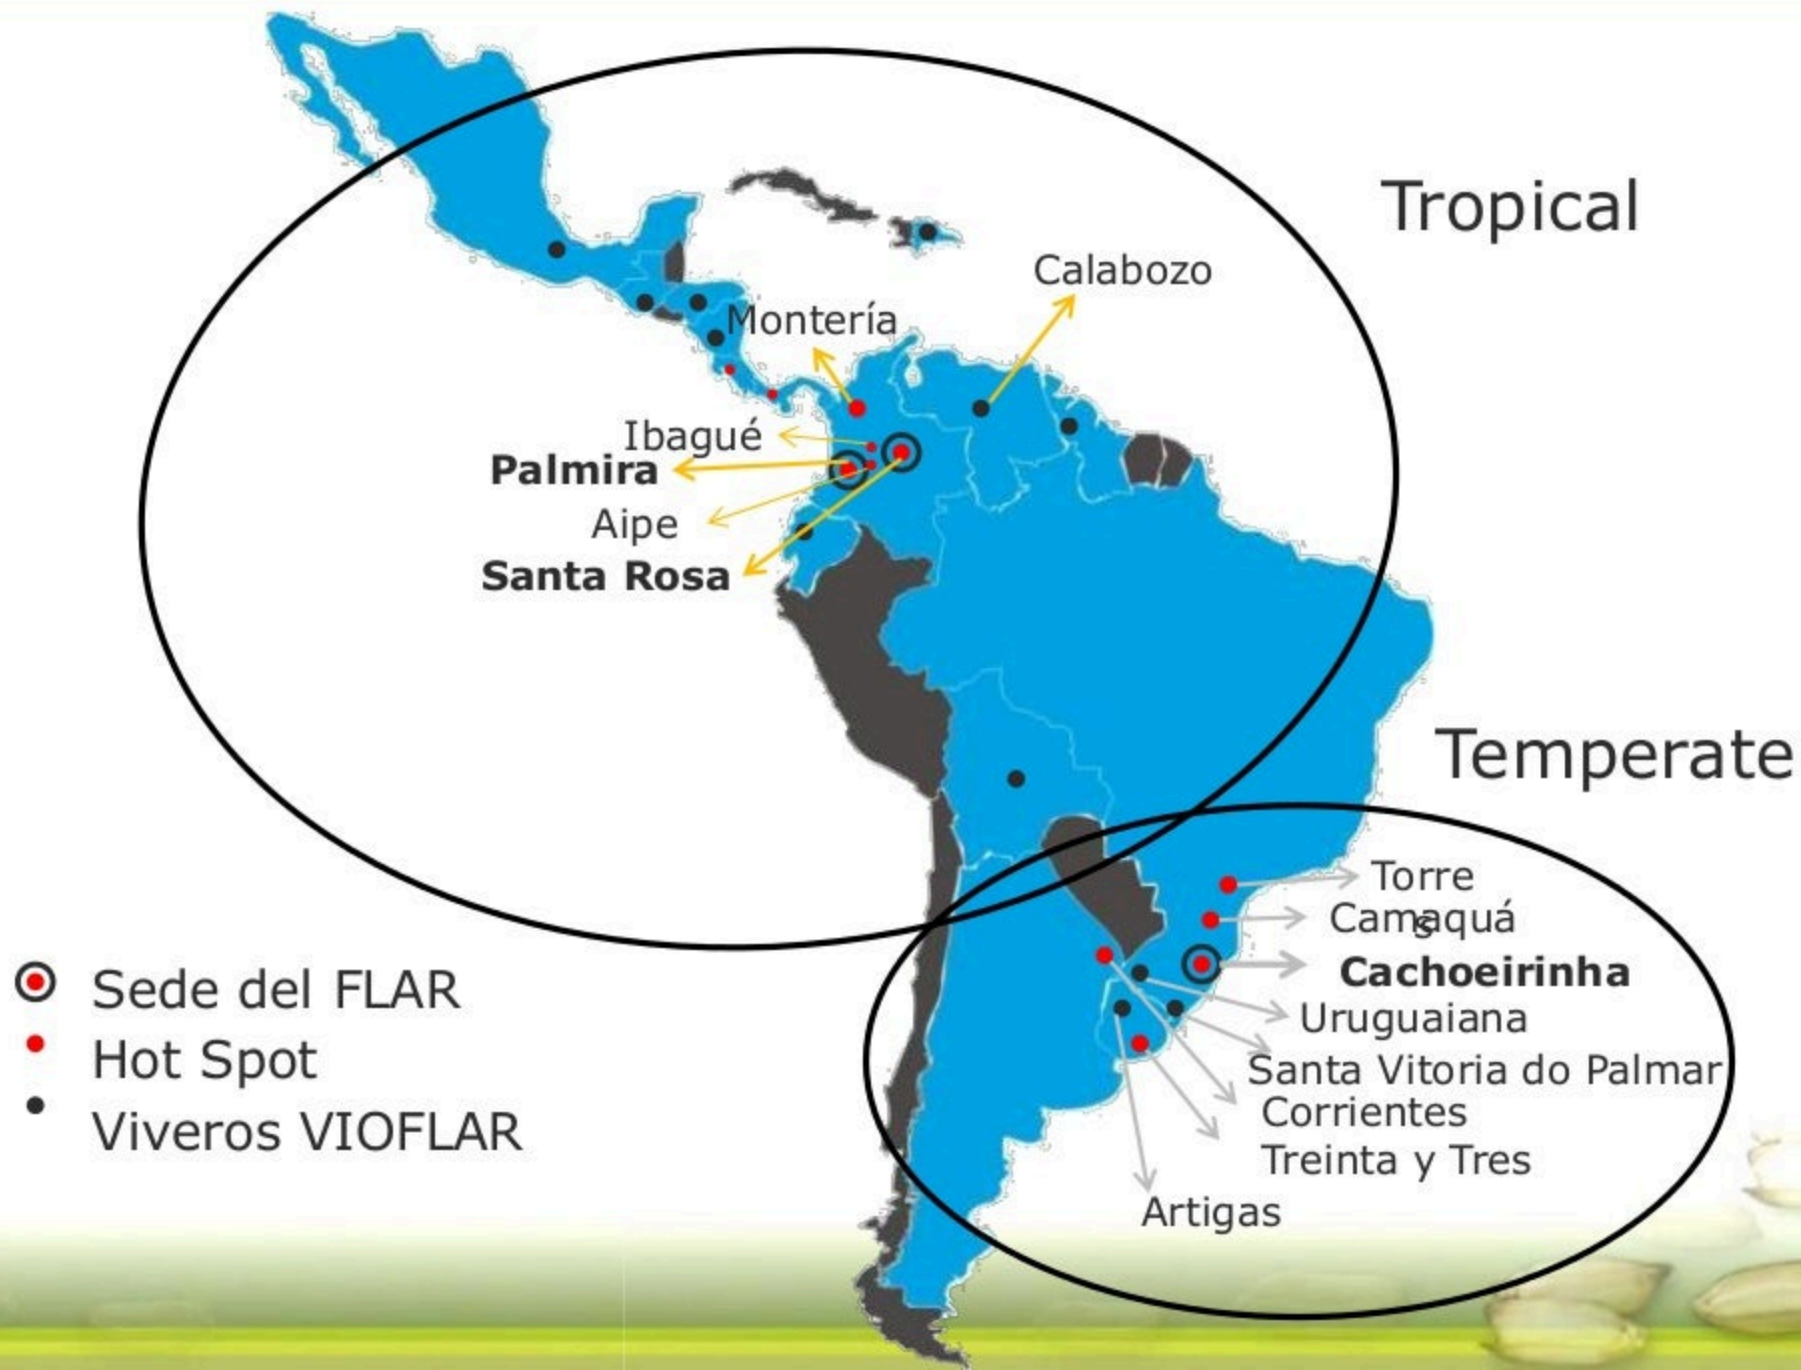 Tropical
Calabozo
Montería
Ibagué
Palmira
Aipe
Santa Rosa
Temperate
Torre
s
Camaquá
Cachoeirinha
Uruguaiana
Santa Vitoria do Palmar
Corrientes
Treinta y Tres
Artigas
Sede del FLAR
Hot Spot
Viveros VIOFLAR